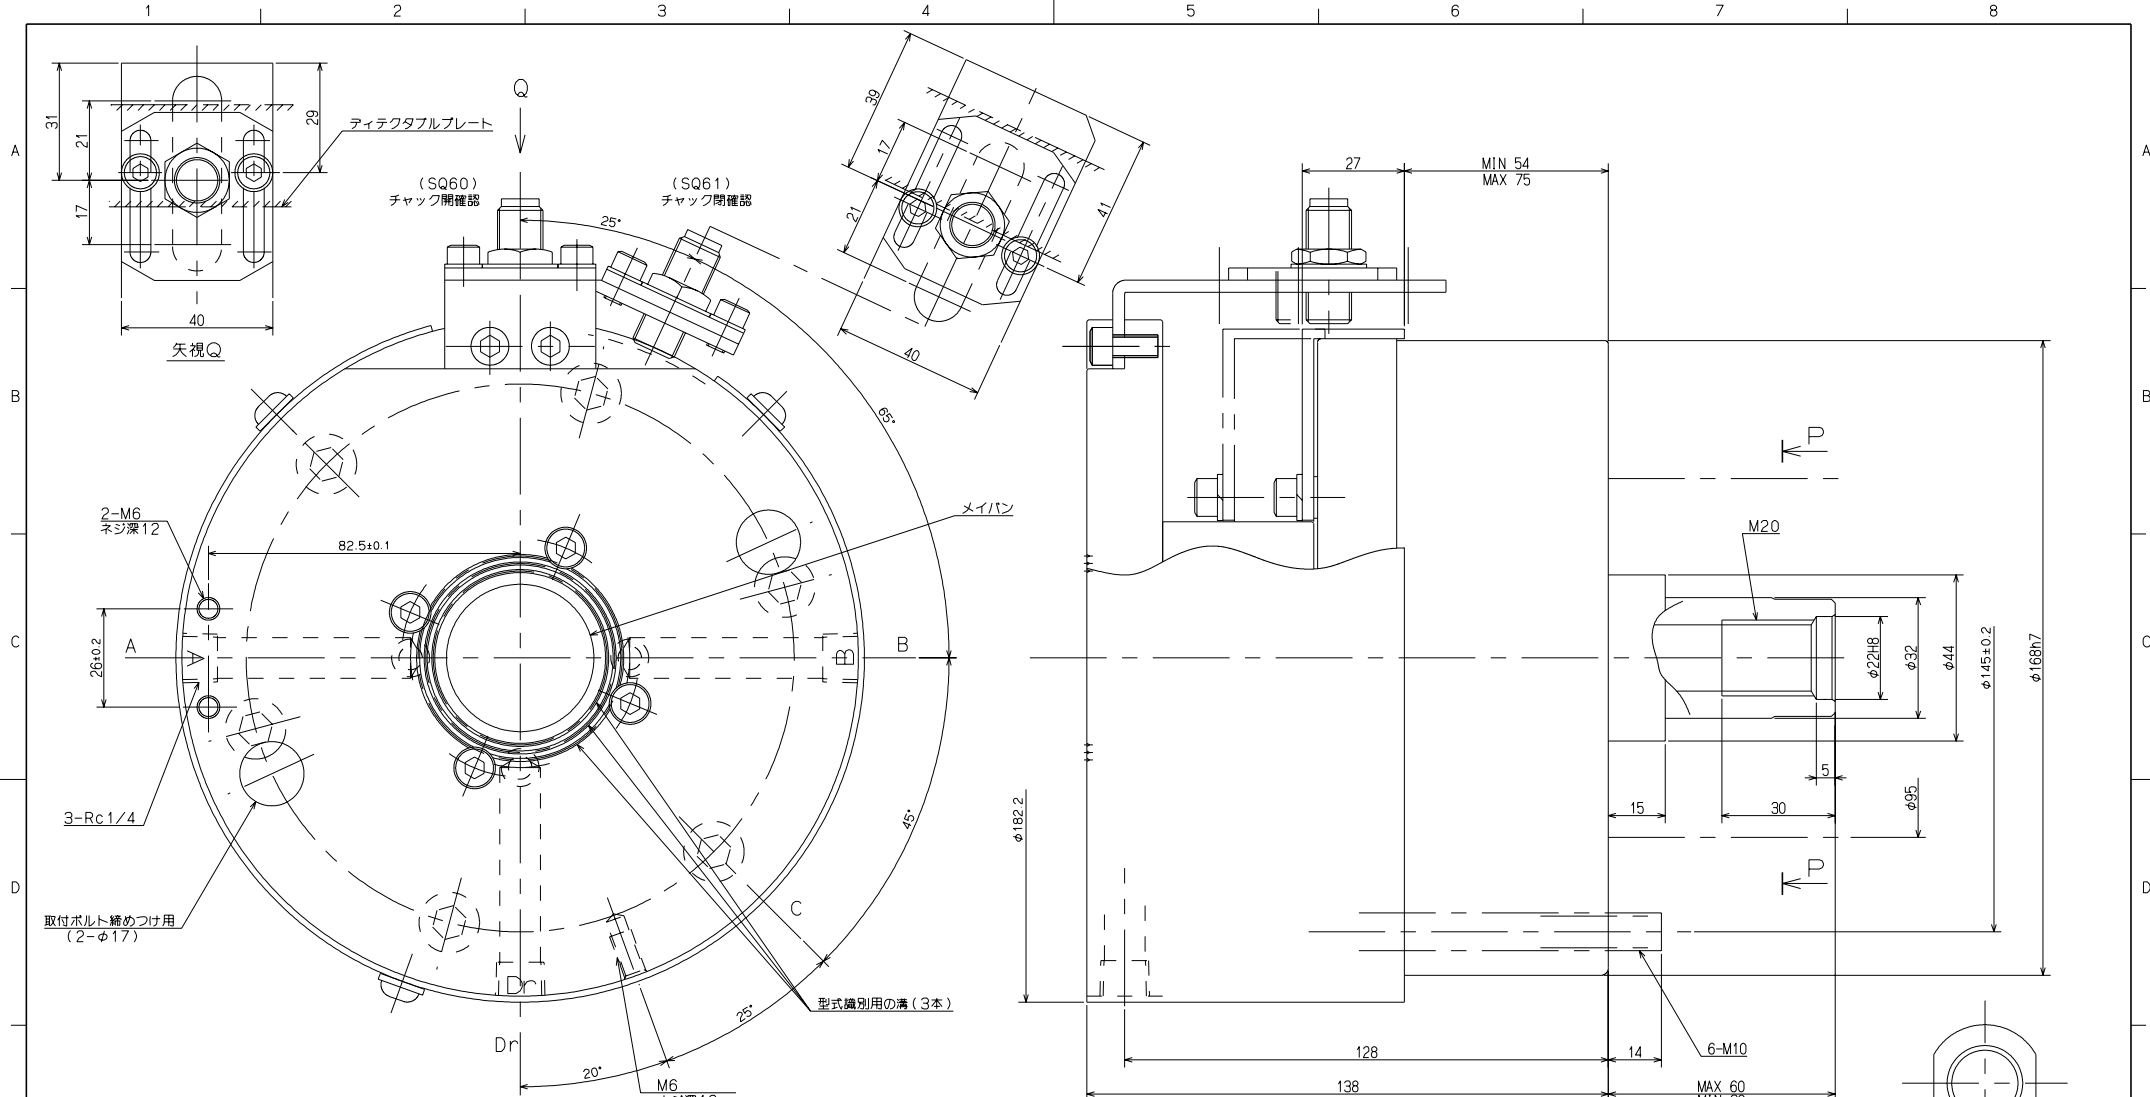 1 2 3 4 5 6 7 8
A
B
C
D
A
B
C
D
31
21
17
29
ディテクタブルプレート
40
矢視Q
Q
(SQ60)
チャック開確認
(SQ61)
チャック閉確認
25°
65°
45°
25°
20°
39
17
21
41
40
27
MIN 54
MAX 75
P
P
メイバン
2-M6
ネジ深12
82.5±0.1
26±0.2
A
A
B
B
C
3-Rc1/4
取付ボルト締めつけ用
(2-φ17)
型式識別用の溝(3本)
Dr
Dr
M6
M20
φ22H8
φ32
φ44
φ145±0.2
φ168h7
5
15
30
φ95
φ182.2
128
14
6-M10
138
MAX 60